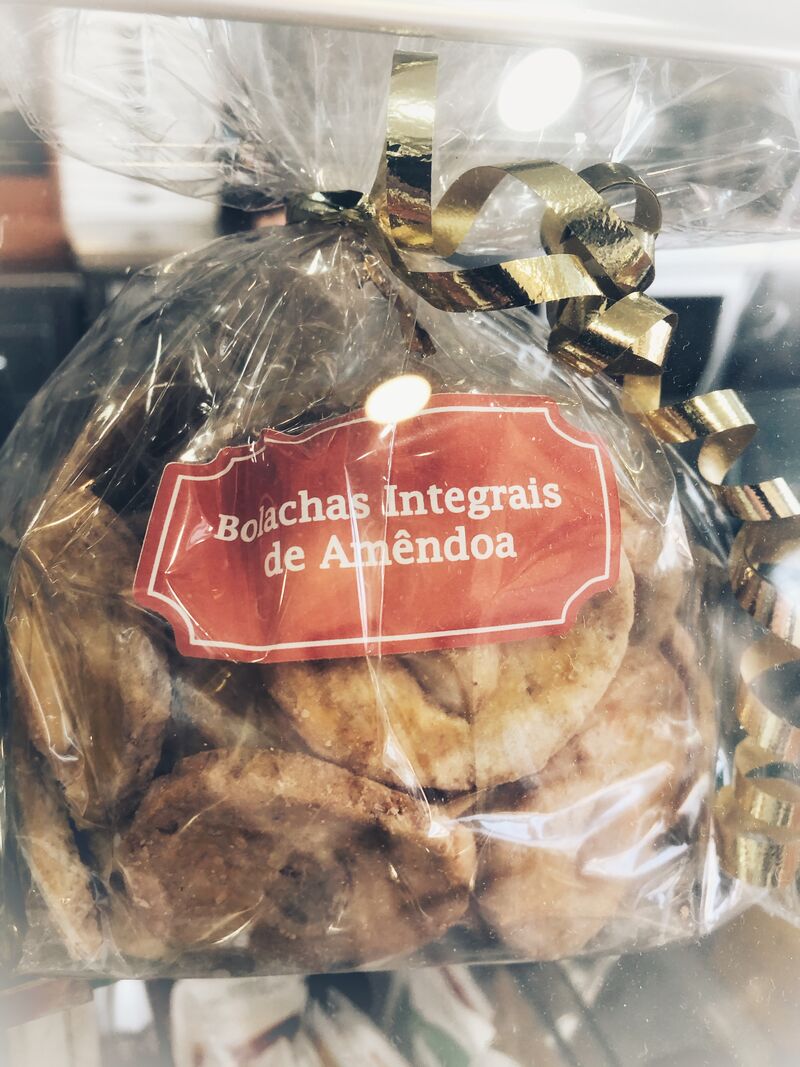 Bolachas Integrais
de Amêndoa